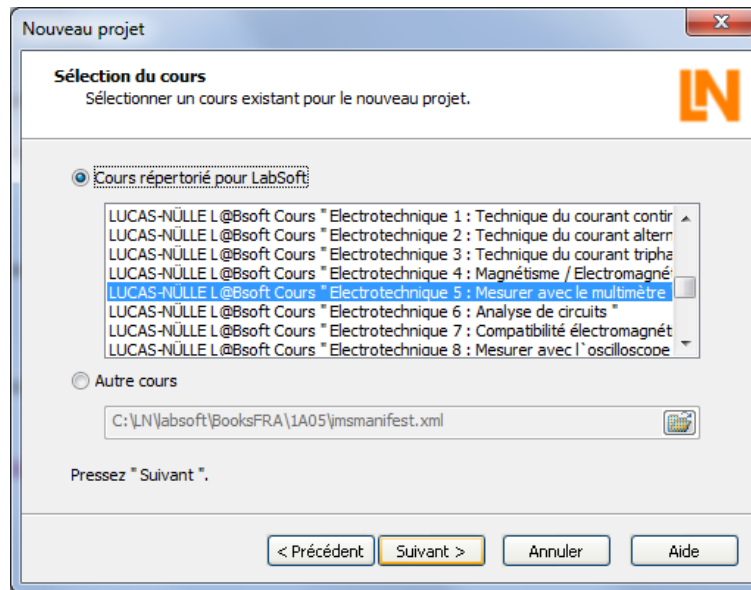 Nouveau projet
Sélection du cours
Sélectionner un cours existant pour le nouveau projet.
LN
Cours répertorié pour LabSoft
LUCAS-NÜLLE L@Bsoft Cours " Electrotechnique 1 : Technique du courant contin
LUCAS-NÜLLE L@Bsoft Cours " Electrotechnique 2 : Technique du courant altern
LUCAS-NÜLLE L@Bsoft Cours " Electrotechnique 3 : Technique du courant tripha
LUCAS-NÜLLE L@Bsoft Cours " Electrotechnique 4 : Magnétisme / Electromagné
LUCAS-NÜLLE L@Bsoft Cours " Electrotechnique 5 : Mesurer avec le multimètre
LUCAS-NÜLLE L@Bsoft Cours " Electrotechnique 6 : Analyse de circuits "
LUCAS-NÜLLE L@Bsoft Cours " Electrotechnique 7 : Compatibilité électromagnét
LUCAS-NÜLLE L@Bsoft Cours " Electrotechnique 8 : Mesurer avec l`oscilloscope
Autre cours
C:\LN\labsoft\BooksFRA\1A05\imsmanifest.xml
Pressez " Suivant ".
< Précédent Suivant > Annuler Aide